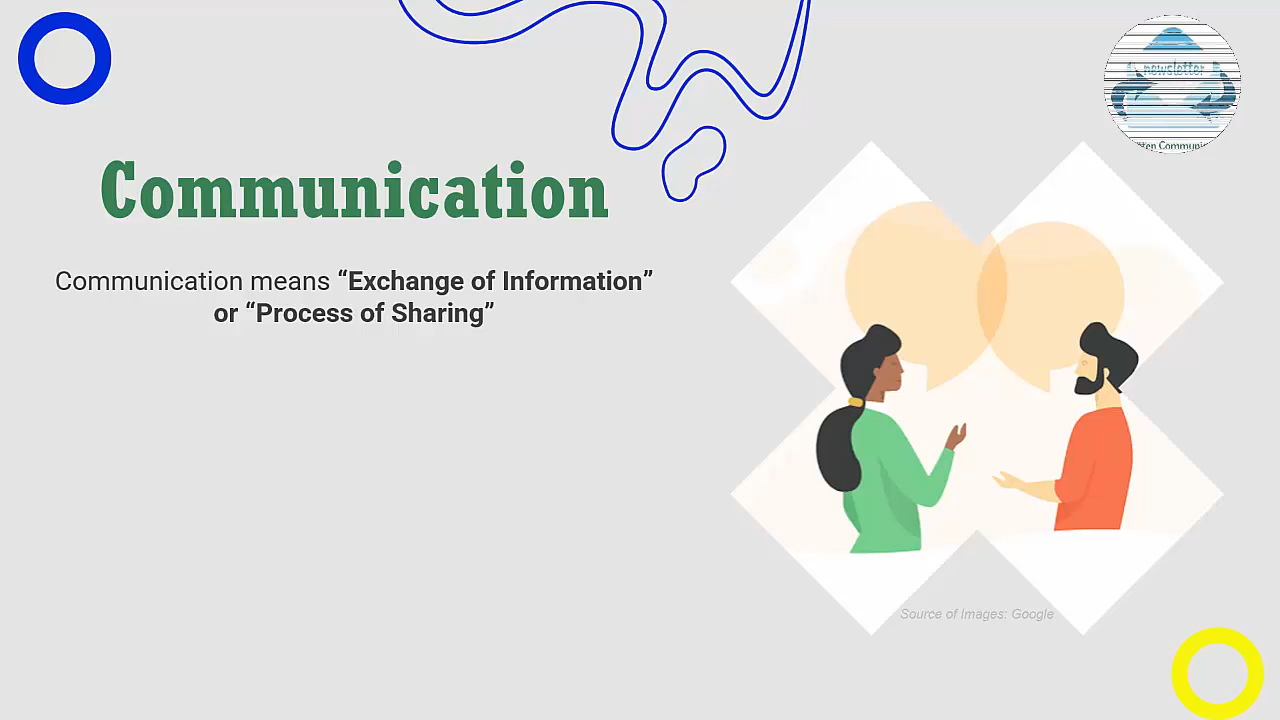 newsletter
Communication
Communication means “Exchange of Information”
or “Process of Sharing”
Source of Images: Google